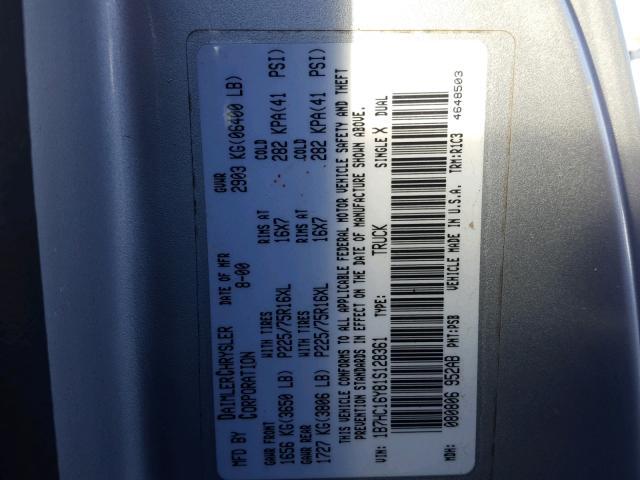 MFD BY DAIMLERCHRYSLER CORPORATION DATE OF MFR 8-00 GVWR 2903 KG(06400 LB)
GAWR FRONT WITH TIRES RIMS AT COLD
1656 KG(3650 LB) P225/75R16XL 16X7 282 KPA(41 PSI)
GAWR REAR WITH TIRES RIMS AT COLD
1727 KG(3806 LB) P225/75R16XL 16X7 282 KPA(41 PSI)
THIS VEHICLE CONFORMS TO ALL APPLICABLE FEDERAL MOTOR VEHICLE SAFETY AND THEFT
PREVENTION STANDARDS IN EFFECT ON THE DATE OF MANUFACTURE SHOWN ABOVE.
VIN: 1B7HC16Y81S128361 TYPE: TRUCK SINGLE X DUAL
MDH: 080806 952AB PNT: PSB VEHICLE MADE IN U.S.A. TRM: R1C3
4648503